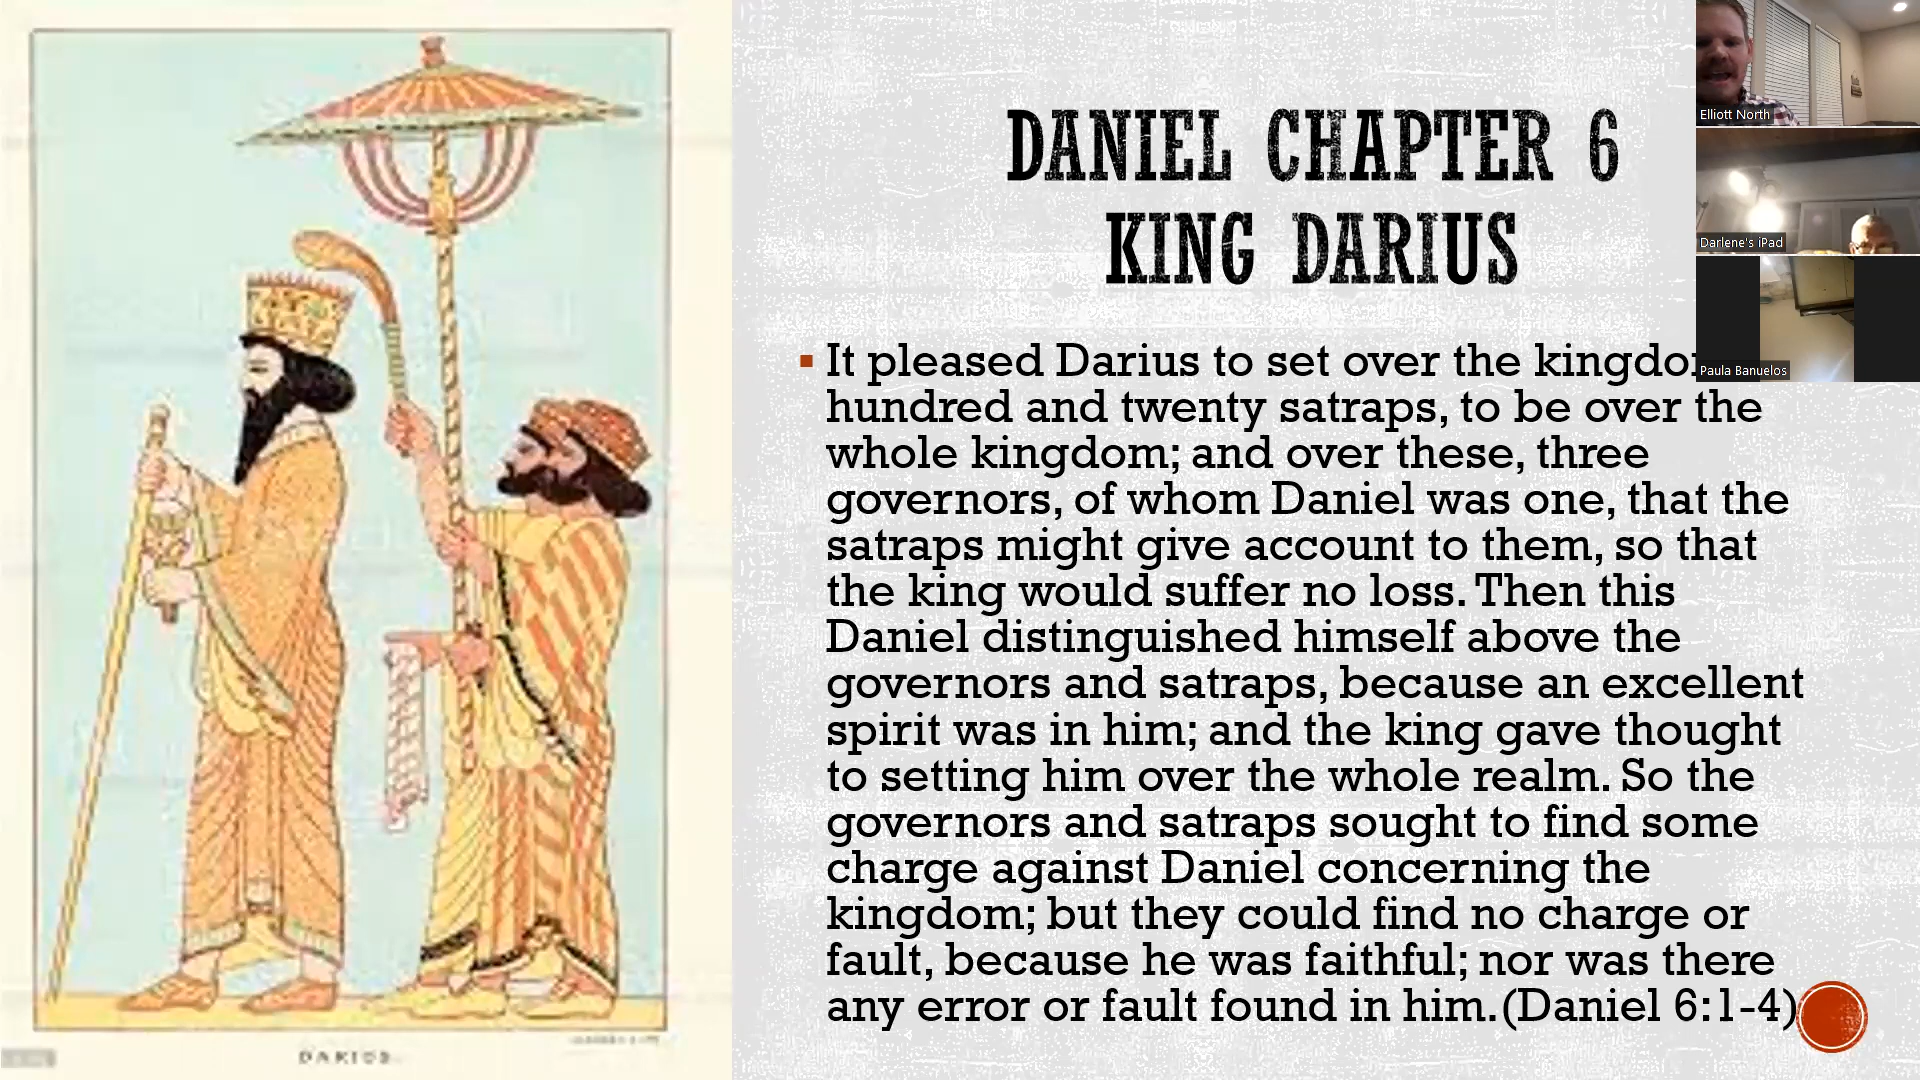 DANIEL CHAPTER 6
KING DARIUS
It pleased Darius to set over the kingdo
hundred and twenty satraps, to be over the
whole kingdom; and over these, three
governors, of whom Daniel was one, that the
satraps might give account to them, so that
the king would suffer no loss. Then this
Daniel distinguished himself above the
governors and satraps, because an excellent
spirit was in him; and the king gave thought
to setting him over the whole realm. So the
governors and satraps sought to find some
charge against Daniel concerning the
kingdom; but they could find no charge or
fault, because he was faithful; nor was there
any error or fault found in him.(Daniel 6:1-4)
Elliott North
Darlene's iPad
Paula Banuelos
DARIUS.